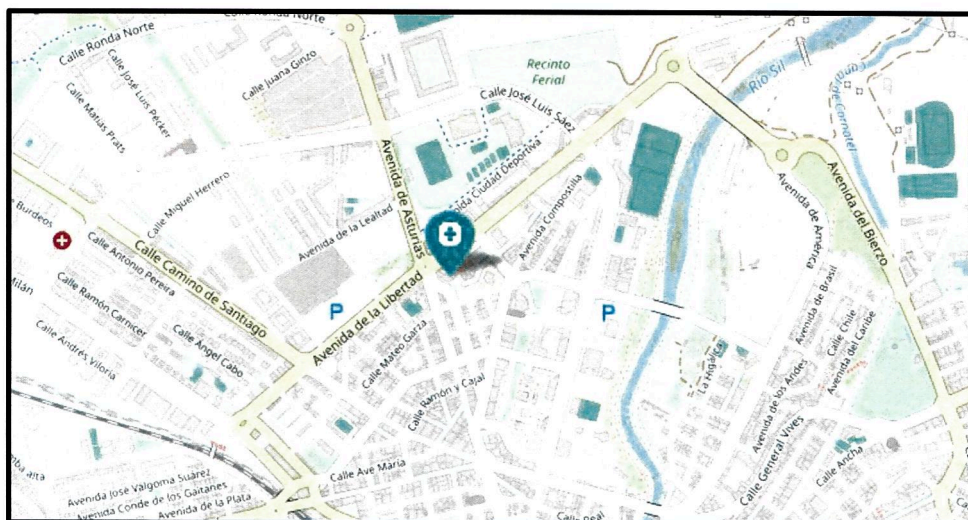 Calle Ronda Norte
Calle Ronda Norte
Calle José Luis Pécker
Calle Matías Prats
Calle Juana Ginzo
Recinto
Ferial
Calle José Luis Sáez
Río Sil
de Cornatel
Avenida de Asturias
Ciudad Deportiva
Calle Miguel Herrero
Avenida de la Lealtad
Avenida Compostilla
Avenida de América
Avenida del Bierzo
Burdeos
Calle Antonio Pereira
Calle Camino de Santiago
Avenida de la Libertad
P
P
Milán
Calle Ramón Carnicer
Calle Ángel Cabo
Calle Andrés Viloria
Calle Mateo Garza
Calle Ramón y Cajal
La Higálica
Avenida de Brasil
Calle Chile
Avenida del Caribe
Avenida de los Andes
Calle General Vives
Calle Ancha
Calle Ave María
mba alta
Avenida José Valgoma Suárez
Avenida Conde de los Gaitanes
Avenida de la Plata
Calle Real